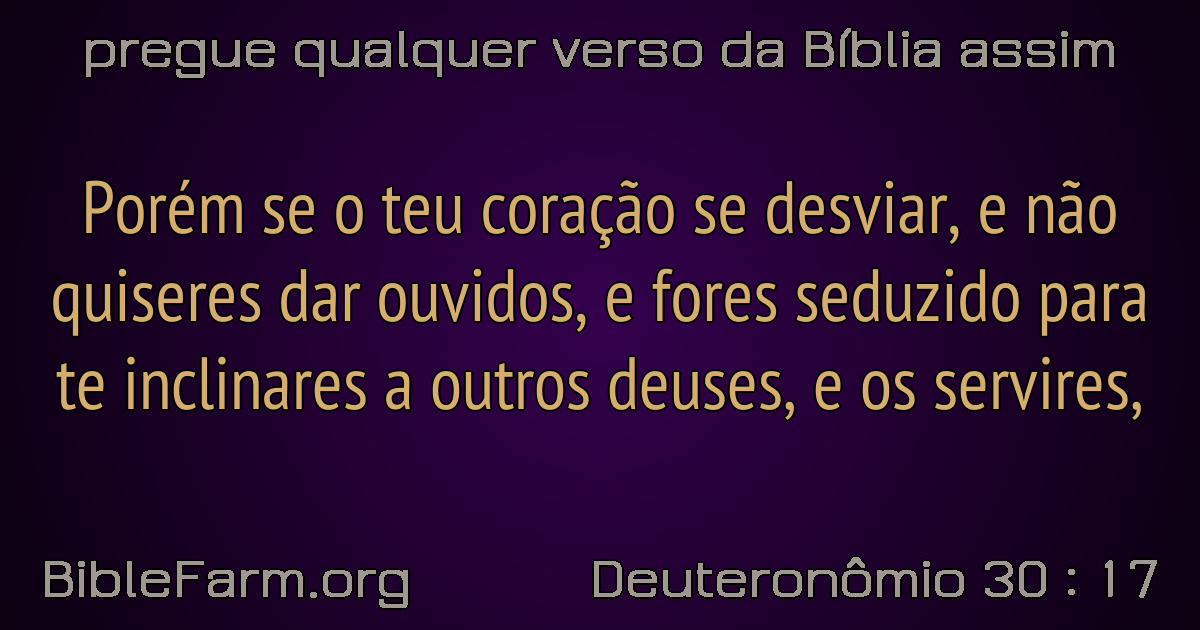 pregue qualquer verso da Bíblia assim
Porém se o teu coração se desviar, e não
quiseres dar ouvidos, e fores seduzido para
te inclinares a outros deuses, e os servires,
BibleFarm.org
Deuteronômio 30 : 17